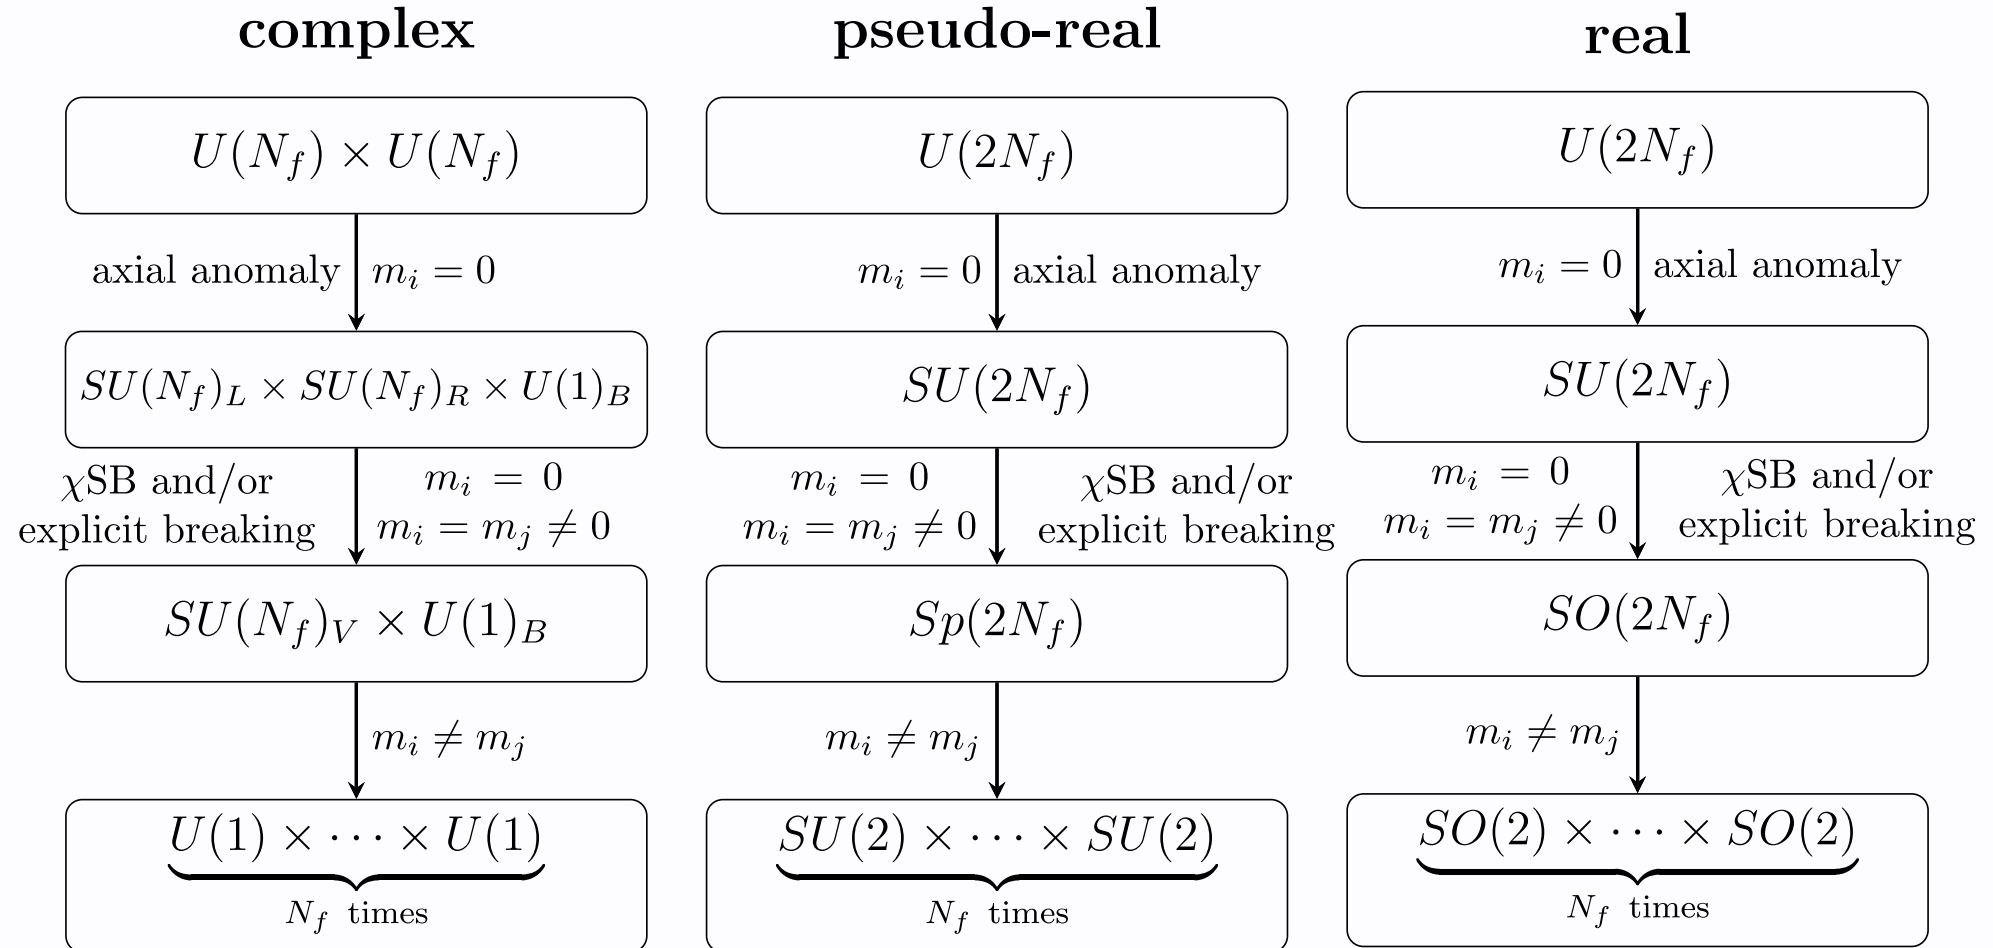 complex
U(N_f) × U(N_f)
axial anomaly m_i = 0
SU(N_f)_L × SU(N_f)_R × U(1)_B
χSB and/or
explicit breaking
m_i = 0
m_i = m_j ≠ 0
SU(N_f)_V × U(1)_B
m_i ≠ m_j
U(1) × ⋯ × U(1)
N_f times
pseudo-real
U(2N_f)
m_i = 0 axial anomaly
SU(2N_f)
m_i = 0
m_i = m_j ≠ 0
χSB and/or
explicit breaking
Sp(2N_f)
m_i ≠ m_j
SU(2) × ⋯ × SU(2)
N_f times
real
U(2N_f)
m_i = 0 axial anomaly
SU(2N_f)
m_i = 0
m_i = m_j ≠ 0
χSB and/or
explicit breaking
SO(2N_f)
m_i ≠ m_j
SO(2) × ⋯ × SO(2)
N_f times